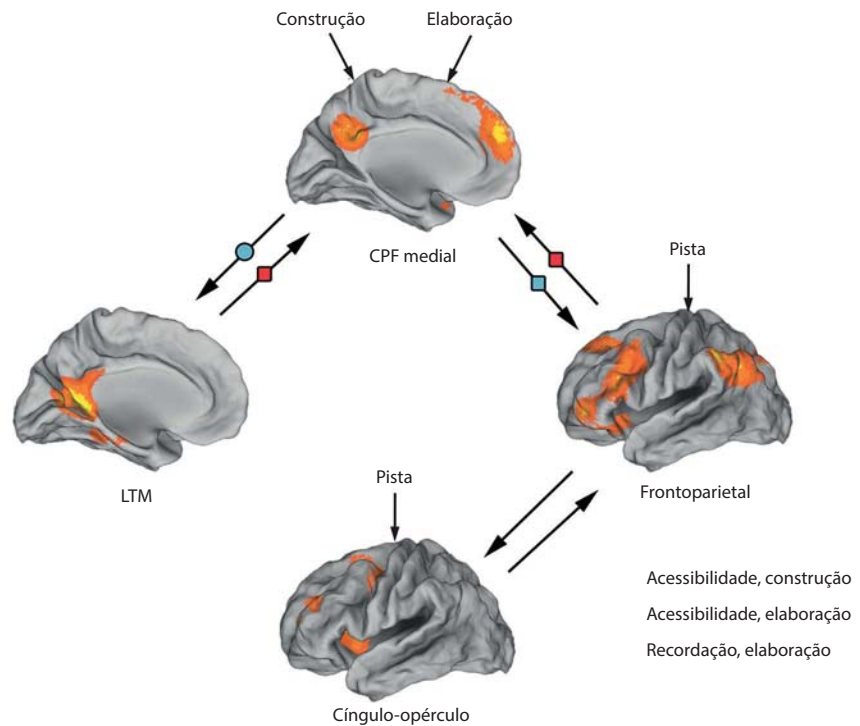 Construção
Elaboração
CPF medial
Pista
LTM
Pista
Frontoparietal
Acessibilidade, construção
Acessibilidade, elaboração
Recordação, elaboração
Cíngulo-opérculo